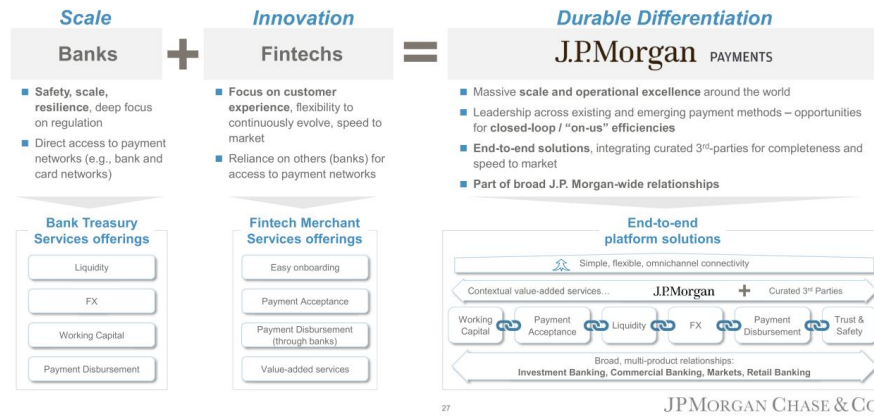 Scale
Innovation
Durable Differentiation
Banks
+
Fintechs
=
J.P.Morgan PAYMENTS
Safety, scale,
resilience, deep focus
on regulation
Direct access to payment
networks (e.g., bank and
card networks)
Focus on customer
experience, flexibility to
continuously evolve, speed to
market
Reliance on others (banks) for
access to payment networks
Massive scale and operational excellence around the world
Leadership across existing and emerging payment methods – opportunities
for closed-loop / “on-us” efficiencies
End-to-end solutions, integrating curated 3rd-parties for completeness and
speed to market
Part of broad J.P. Morgan-wide relationships
Bank Treasury
Services offerings
Liquidity
FX
Working Capital
Payment Disbursement
Fintech Merchant
Services offerings
Easy onboarding
Payment Acceptance
Payment Disbursement
(through banks)
Value-added services
End-to-end
platform solutions
Simple, flexible, omnichannel connectivity
Contextual value-added services… J.P.Morgan + Curated 3rd Parties
Working
Capital
Payment
Acceptance
Liquidity
FX
Payment
Disbursement
Trust &
Safety
Broad, multi-product relationships:
Investment Banking, Commercial Banking, Markets, Retail Banking
27
JPMORGAN CHASE & CO